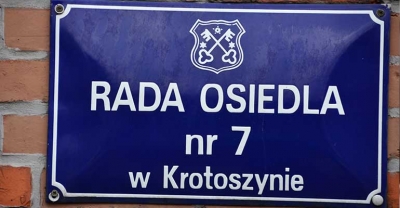 RADA OSIEDLA
nr 7
w Krotoszynie